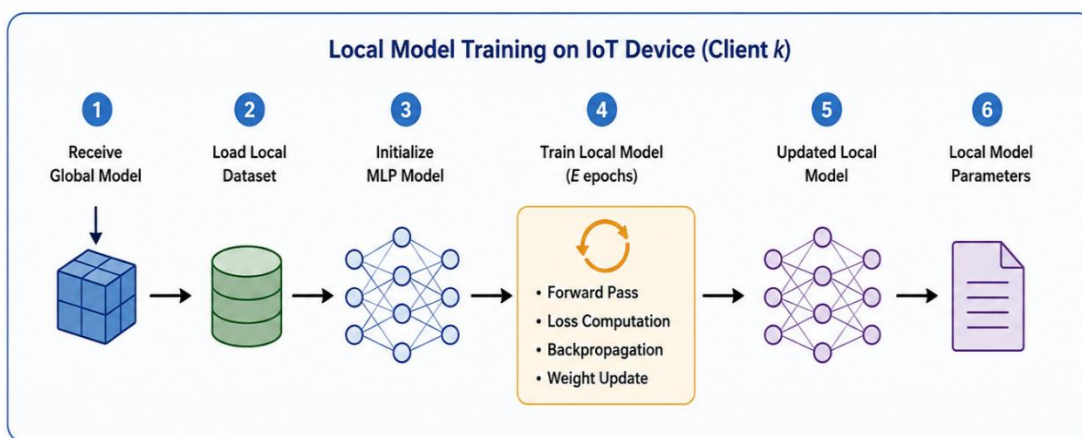 Local Model Training on IoT Device (Client k)
1
Receive
Global Model
2
Load Local
Dataset
3
Initialize
MLP Model
4
Train Local Model
(E epochs)
• Forward Pass
• Loss Computation
• Backpropagation
• Weight Update
5
Updated Local
Model
6
Local Model
Parameters